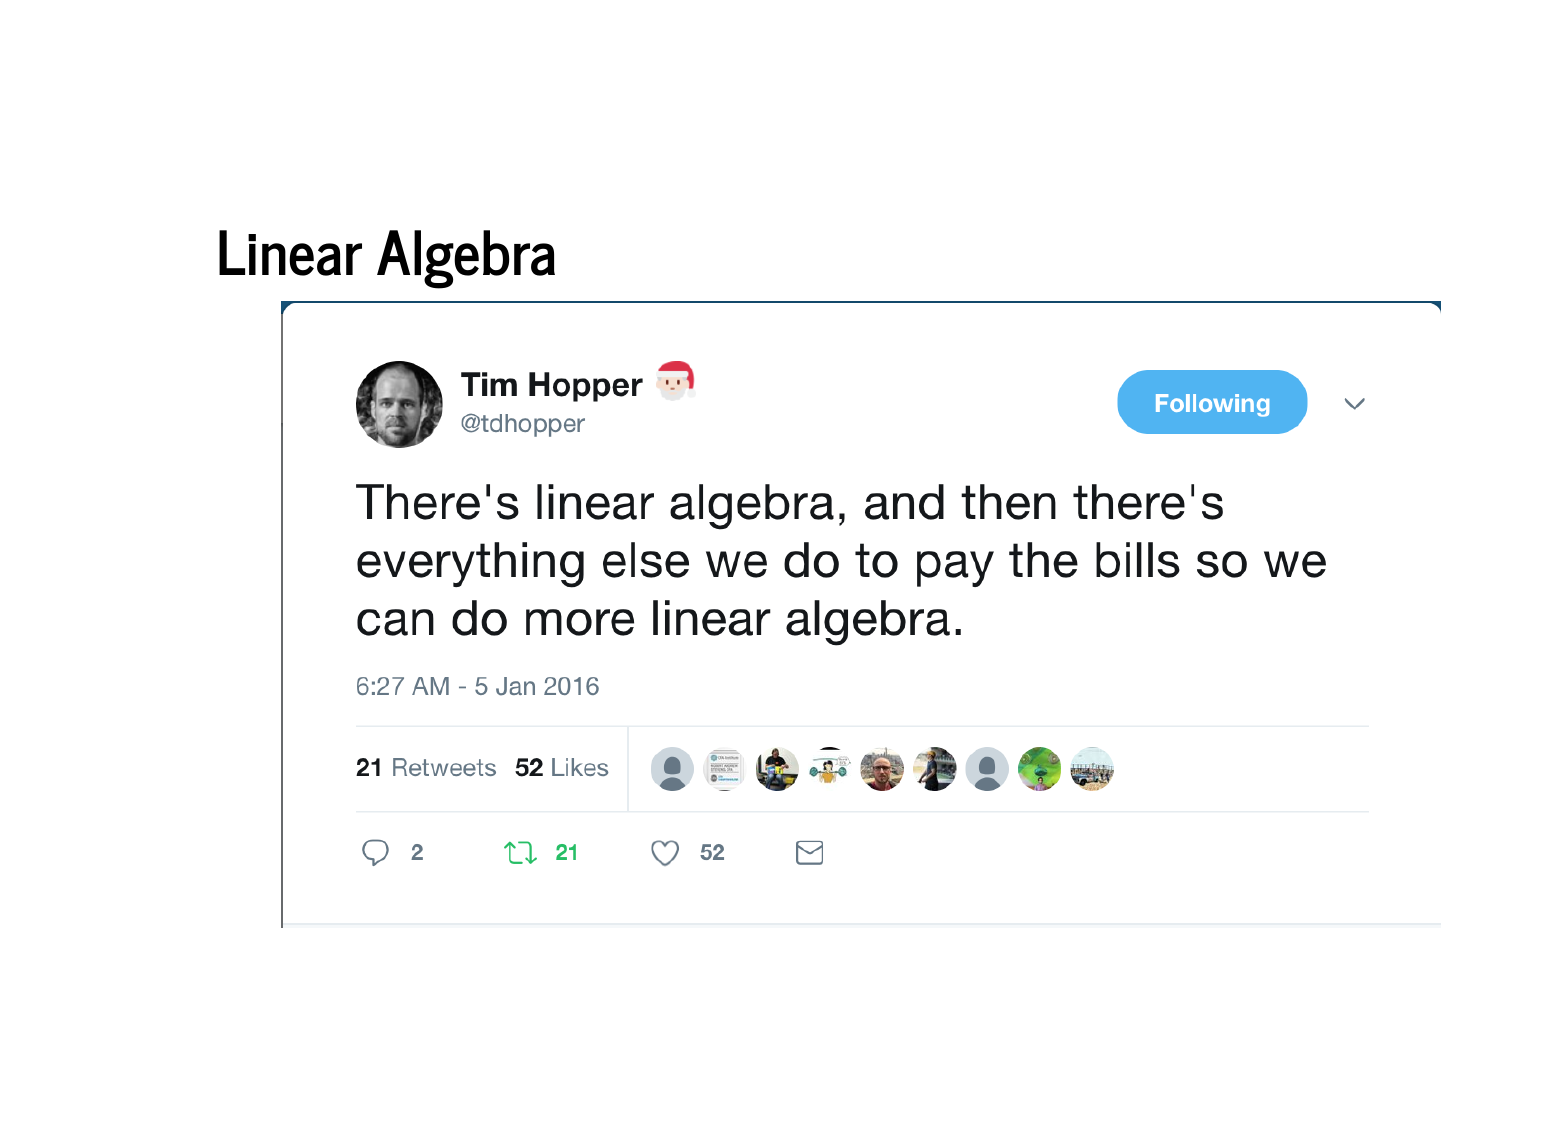 Linear Algebra
Tim Hopper 🎅
@tdhopper
Following
There's linear algebra, and then there's
everything else we do to pay the bills so we
can do more linear algebra.
6:27 AM - 5 Jan 2016
21 Retweets 52 Likes
2 21 52